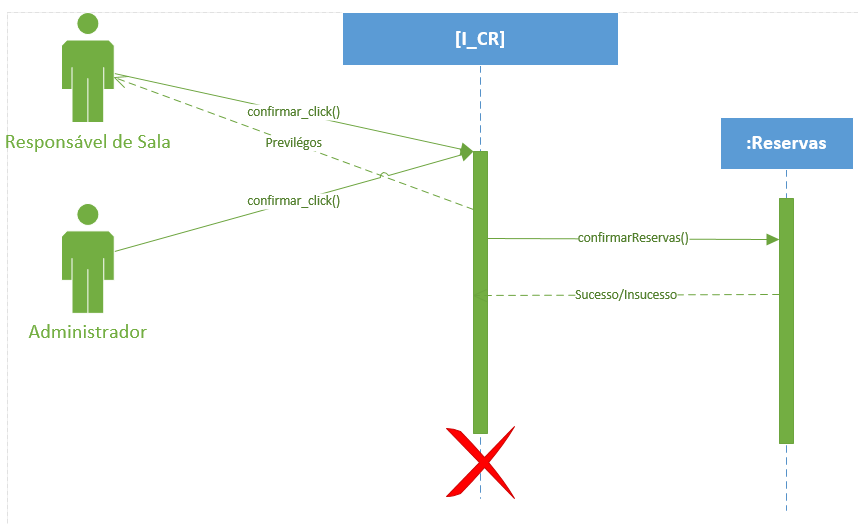 [I_CR]
confirmar_click()
Responsável de Sala
Previlégos
:Reservas
confirmar_click()
confirmarReservas()
Sucesso/Insucesso
Administrador